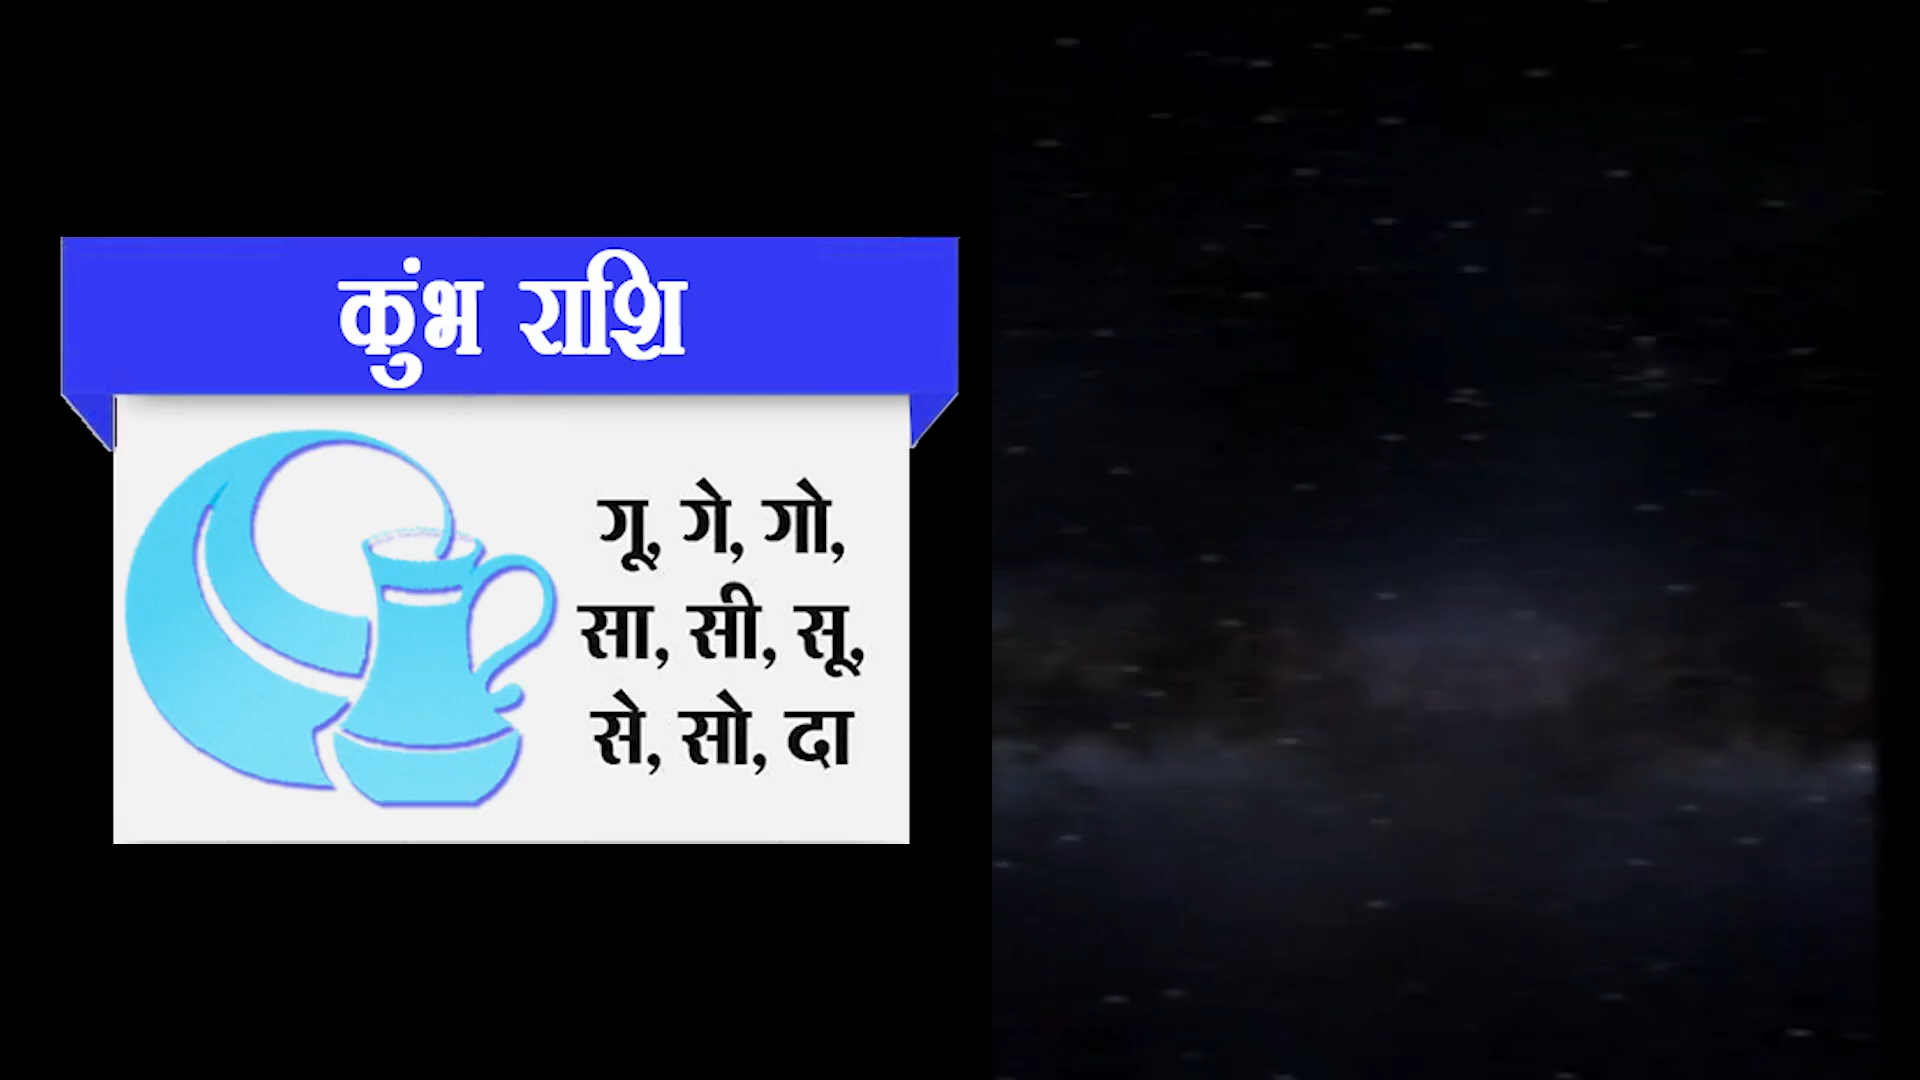 कुंभ राशि
गू, गे, गो,
सा, सी, सू,
से, सो, दा